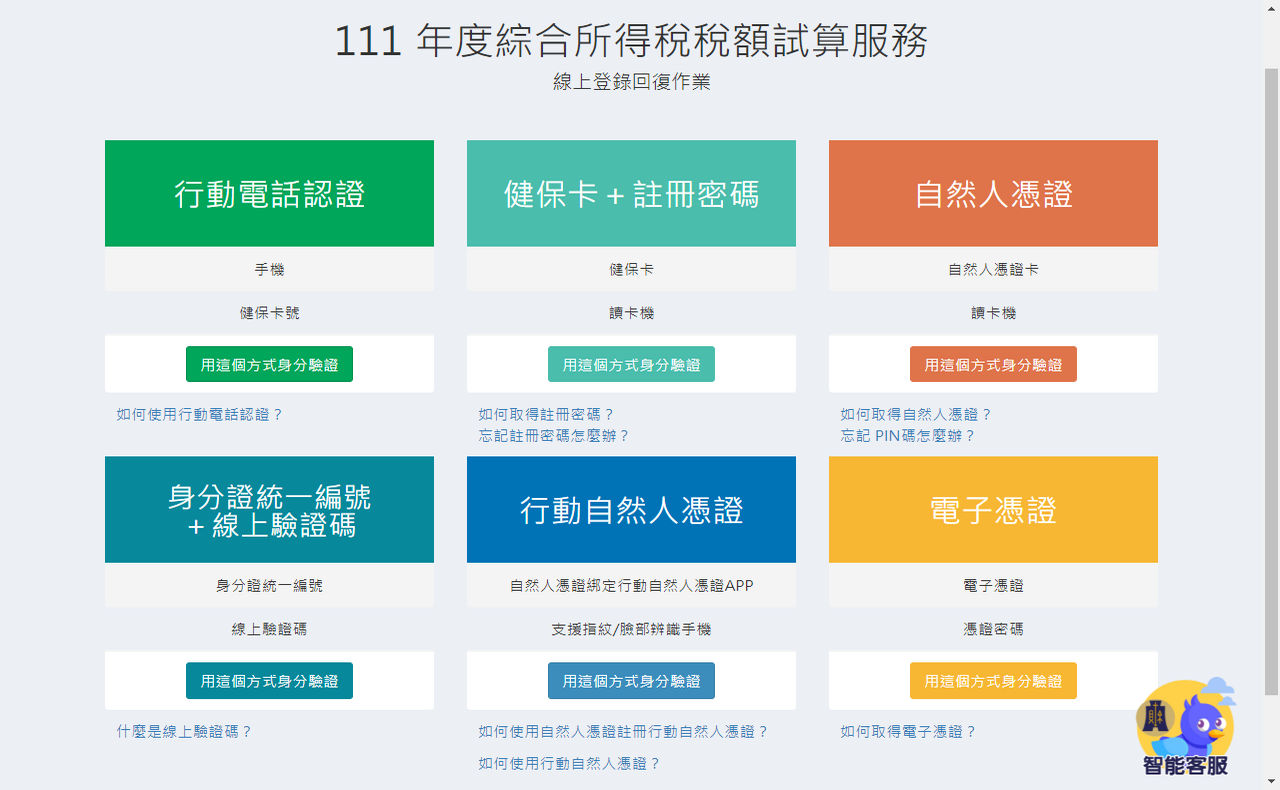 111 年度綜合所得稅稅額試算服務
線上登錄回復作業
行動電話認證
手機
健保卡號
用這個方式身分驗證
如何使用行動電話認證？
健保卡＋註冊密碼
健保卡
讀卡機
用這個方式身分驗證
如何取得註冊密碼？
忘記註冊密碼怎麼辦？
自然人憑證
自然人憑證卡
讀卡機
用這個方式身分驗證
如何取得自然人憑證？
忘記 PIN碼怎麼辦？
身分證統一編號
＋線上驗證碼
身分證統一編號
線上驗證碼
用這個方式身分驗證
什麼是線上驗證碼？
行動自然人憑證
自然人憑證綁定行動自然人憑證APP
支援指紋/臉部辨識手機
用這個方式身分驗證
如何使用自然人憑證註冊行動自然人憑證？
如何使用行動自然人憑證？
電子憑證
電子憑證
憑證密碼
用這個方式身分驗證
如何取得電子憑證？
智能客服